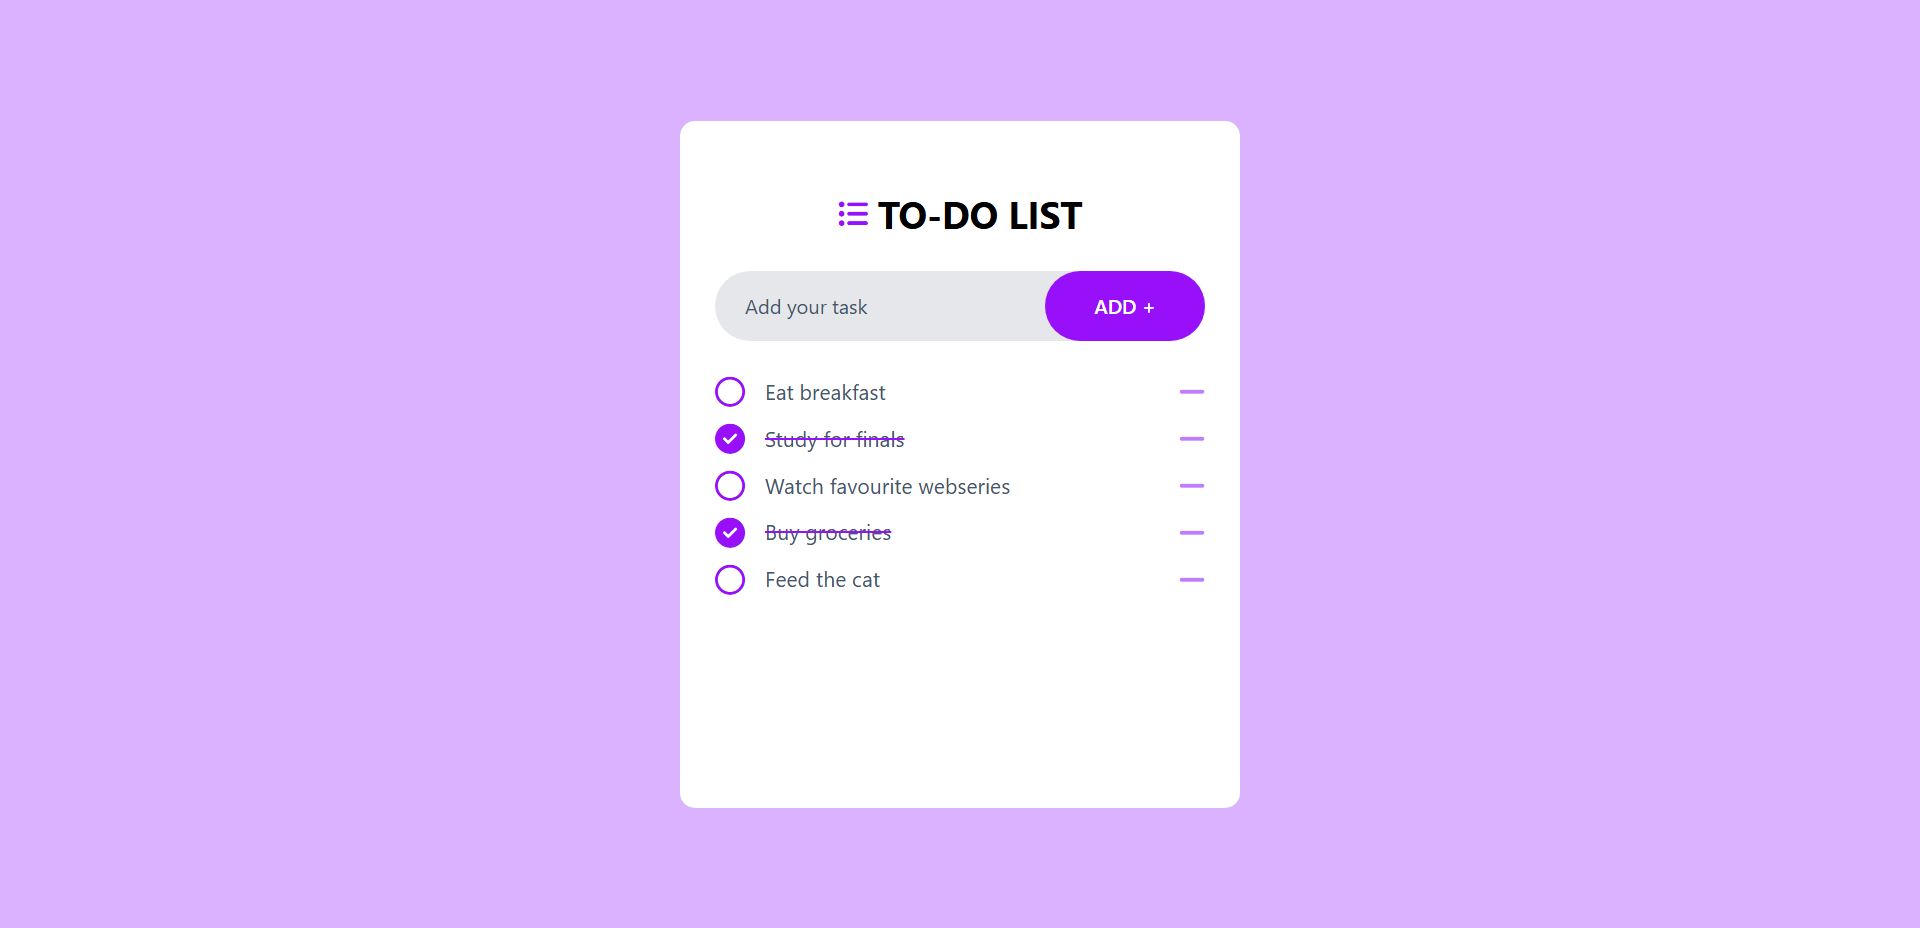 TO-DO LIST
Add your task
ADD +
Eat breakfast
Study for finals
Watch favourite webseries
Buy groceries
Feed the cat